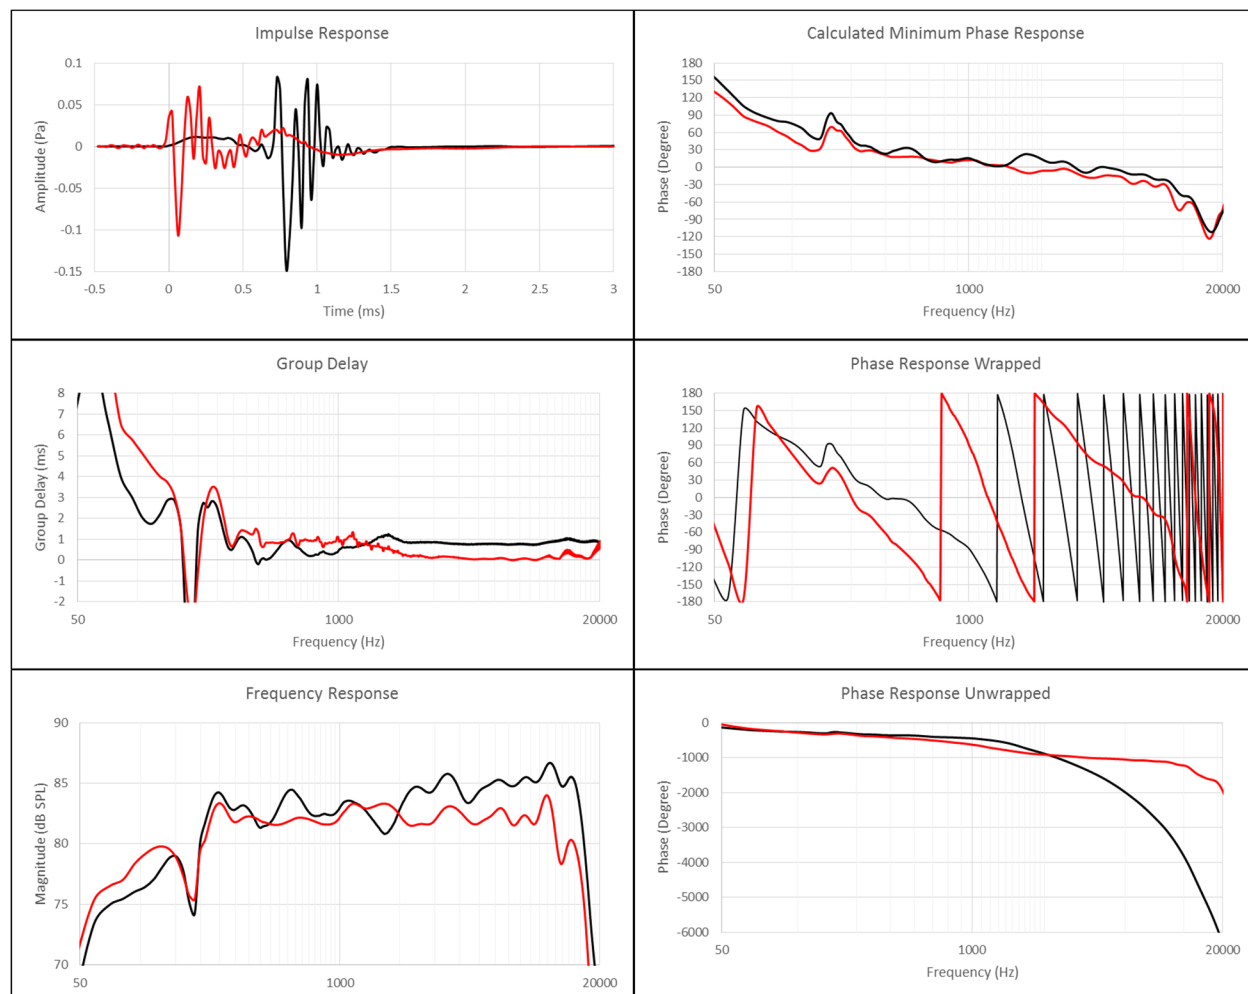 Impulse Response
0.1
0.05
0
-0.05
-0.1
-0.15
Amplitude (Pa)
-0.5 0 0.5 1 1.5 2 2.5 3
Time (ms)
Calculated Minimum Phase Response
180
150
120
90
60
30
0
-30
-60
-90
-120
-150
-180
Phase (Degree)
50 1000 20000
Frequency (Hz)
Group Delay
8
7
6
5
4
3
2
1
0
-1
-2
Group Delay (ms)
50 1000 20000
Frequency (Hz)
Phase Response Wrapped
180
150
120
90
60
30
0
-30
-60
-90
-120
-150
-180
Phase (Degree)
50 1000 20000
Frequency (Hz)
Frequency Response
90
85
80
75
70
Magnitude (dB SPL)
50 1000 20000
Phase Response Unwrapped
0
-1000
-2000
-3000
-4000
-5000
-6000
Phase (Degree)
50 1000 20000
Frequency (Hz)